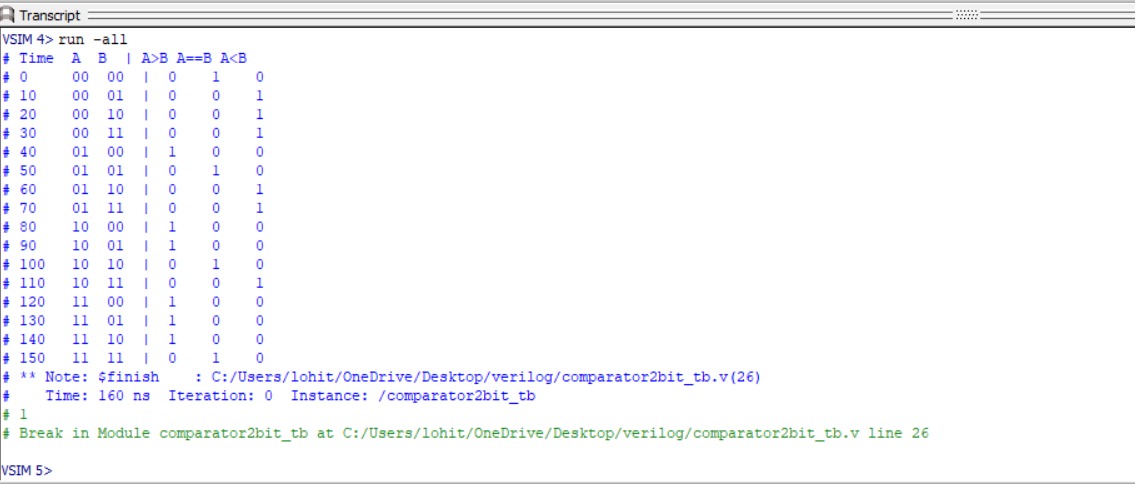 Transcript
VSIM 4> run -all
# Time  A  B  | A>B A==B A<B
# 0     00  00  |  0    1    0
# 10    00  01  |  0    0    1
# 20    00  10  |  0    0    1
# 30    00  11  |  0    0    1
# 40    01  00  |  1    0    0
# 50    01  01  |  0    1    0
# 60    01  10  |  0    0    1
# 70    01  11  |  0    0    1
# 80    10  00  |  1    0    0
# 90    10  01  |  1    0    0
# 100   10  10  |  0    1    0
# 110   10  11  |  0    0    1
# 120   11  00  |  1    0    0
# 130   11  01  |  1    0    0
# 140   11  10  |  1    0    0
# 150   11  11  |  0    1    0
# ** Note: $finish    : C:/Users/lohit/OneDrive/Desktop/verilog/comparator2bit_tb.v(26)
#    Time: 160 ns  Iteration: 0  Instance: /comparator2bit_tb
# 1
# Break in Module comparator2bit_tb at C:/Users/lohit/OneDrive/Desktop/verilog/comparator2bit_tb.v line 26
VSIM 5>